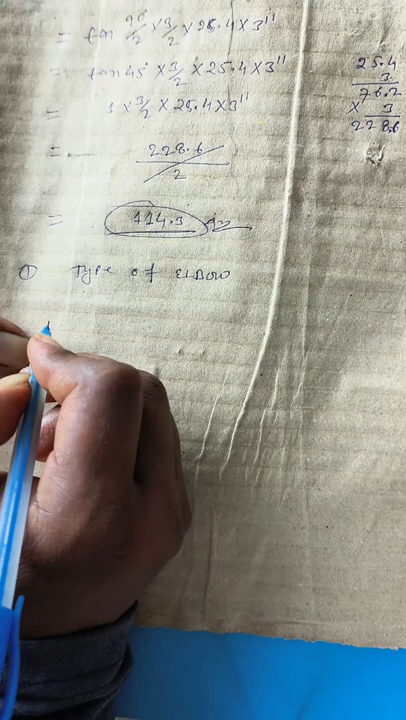 = tan 90/2 × 3/2 × 25.4 × 3"
= tan 45° × 3/2 × 25.4 × 3"
= 1 × 3/2 × 25.4 × 3"
= 228.6/2
= 114.3
① Type of ELBOW
25.4
3
76.2
× 3
228.6